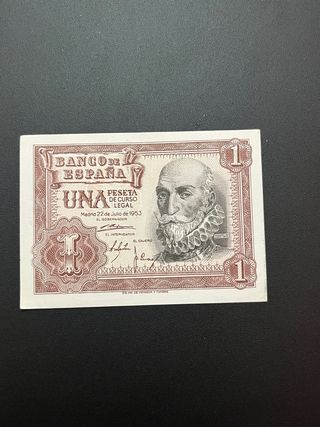 BANCO DE
ESPAÑA
1
UNA PESETA
DE CURSO
LEGAL
Madrid 22 de Julio de 1953
EL GOBERNADOR
EL INTERVENTOR
EL CAJERO
1
1